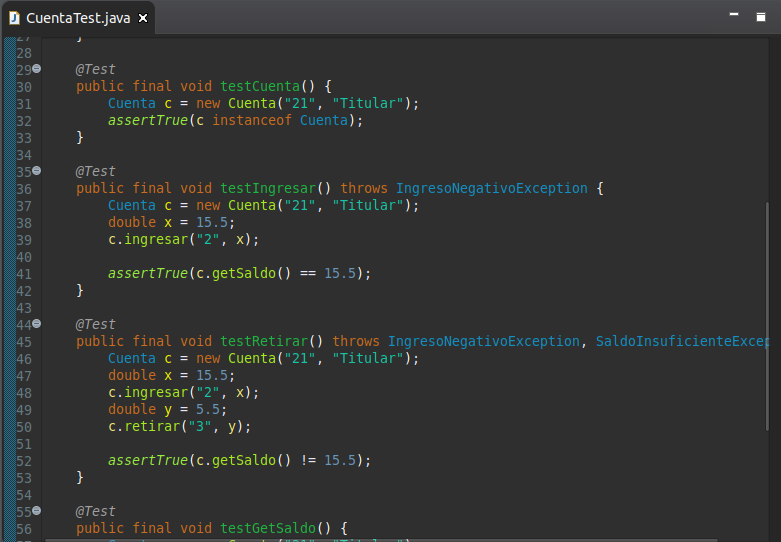 CuentaTest.java
27 }
28
29 @Test
30 public final void testCuenta() {
31 Cuenta c = new Cuenta("21", "Titular");
32 assertTrue(c instanceof Cuenta);
33 }
34
35 @Test
36 public final void testIngresar() throws IngresoNegativoException {
37 Cuenta c = new Cuenta("21", "Titular");
38 double x = 15.5;
39 c.ingresar("2", x);
40
41 assertTrue(c.getSaldo() == 15.5);
42 }
43
44 @Test
45 public final void testRetirar() throws IngresoNegativoException, SaldoInsuficienteExcep
46 Cuenta c = new Cuenta("21", "Titular");
47 double x = 15.5;
48 c.ingresar("2", x);
49 double y = 5.5;
50 c.retirar("3", y);
51
52 assertTrue(c.getSaldo() != 15.5);
53 }
54
55 @Test
56 public final void testGetSaldo() {